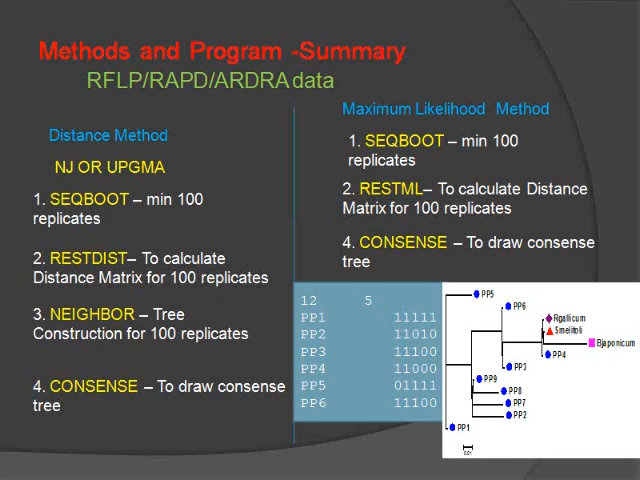 Methods and Program -Summary
RFLP/RAPD/ARDRA data
Distance Method
NJ OR UPGMA
1. SEQBOOT – min 100
replicates
2. RESTDIST– To calculate
Distance Matrix for 100 replicates
3. NEIGHBOR – Tree
Construction for 100 replicates
4. CONSENSE – To draw consense
tree
Maximum Likelihood Method
1. SEQBOOT – min 100
replicates
2. RESTML– To calculate Distance
Matrix for 100 replicates
4. CONSENSE – To draw consense
tree
12 5
PP1 11111
PP2 11010
PP3 11100
PP4 11000
PP5 01111
PP6 11100
PP5
PP6
Rgallicum
Smeliloti
Bjaponicum
PP4
PP3
PP9
PP8
PP7
PP2
PP1
0.01